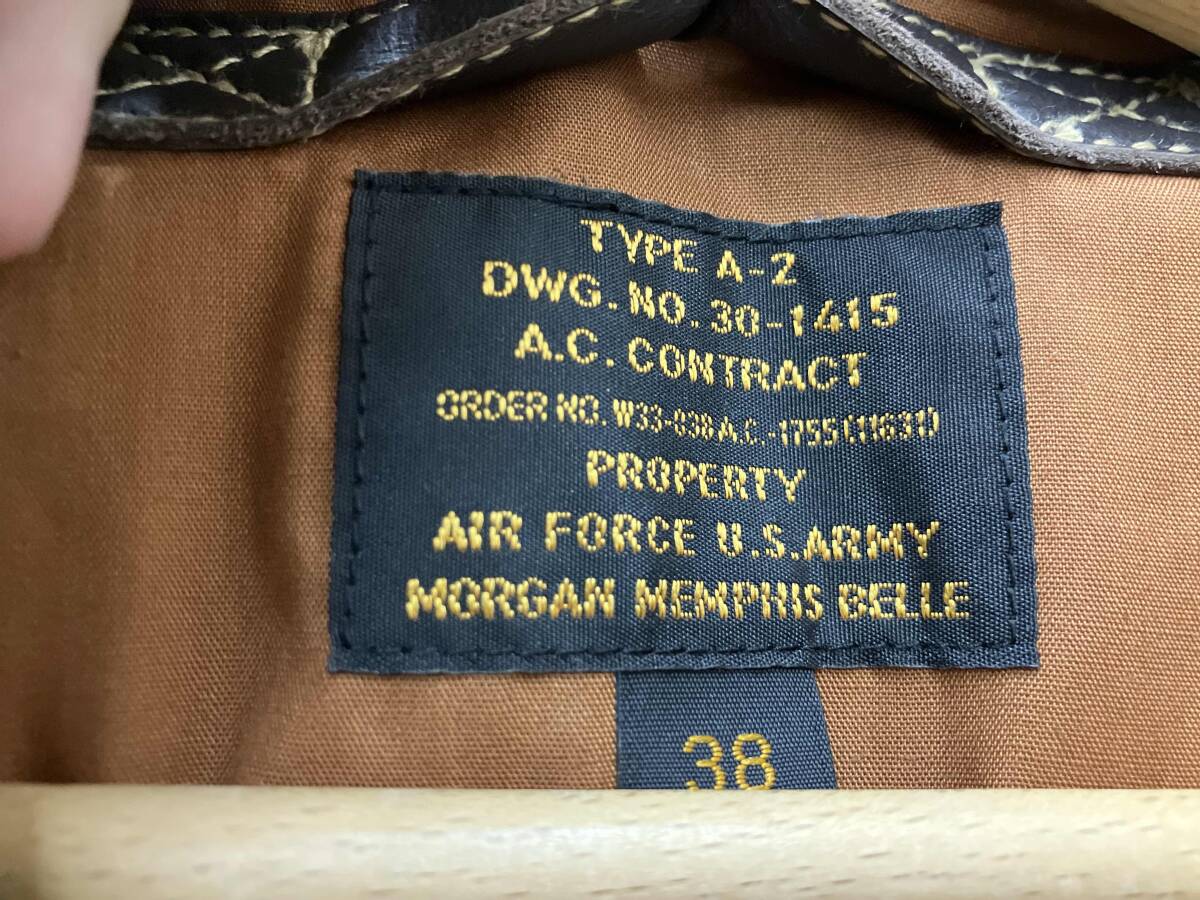 TYPE A-2
DWG. NO. 30-1415
A.C. CONTRACT
ORDER NO. W33-038A.C.-1755(11631)
PROPERTY
AIR FORCE U.S. ARMY
MORGAN MEMPHIS BELLE
38